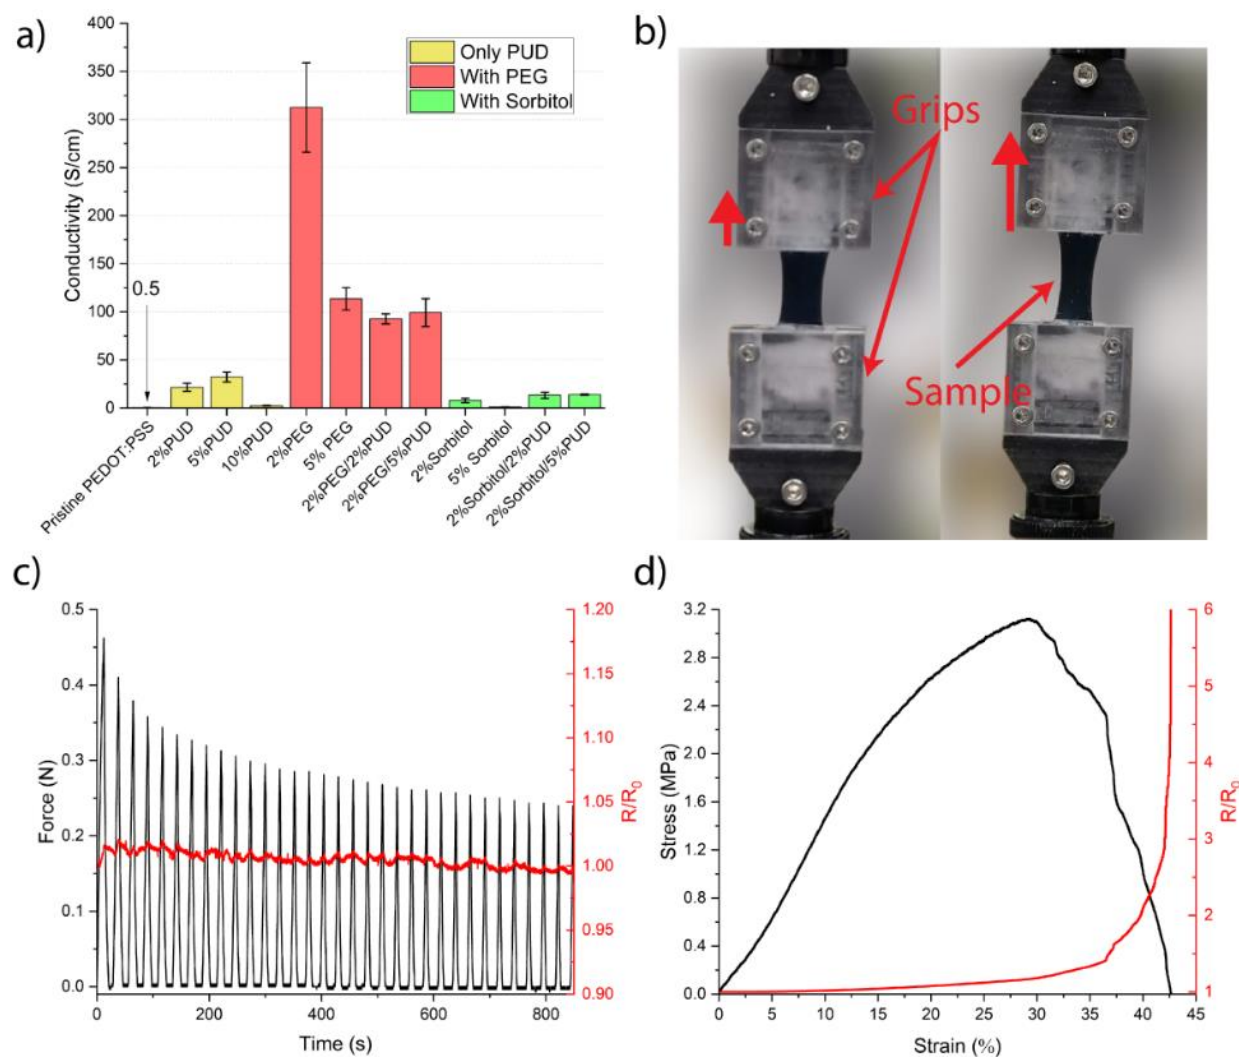 a)
400
350
300
250
200
150
100
50
0
Conductivity (S/cm)
0.5
Only PUD
With PEG
With Sorbitol
Pristine PEDOT:PSS
2%PUD
5%PUD
10%PUD
2%PEG
5% PEG
2%PEG/2%PUD
2%PEG/5%PUD
2%Sorbitol
5% Sorbitol
2%Sorbitol/2%PUD
2%Sorbitol/5%PUD
b)
Grips
Sample
c)
0.5
0.4
0.3
0.2
0.1
0.0
Force (N)
0 200 400 600 800
Time (s)
1.20
1.15
1.10
1.05
1.00
0.95
0.90
R/R0
d)
3.2
2.8
2.4
2.0
1.6
1.2
0.8
0.4
0.0
Stress (MPa)
0 5 10 15 20 25 30 35 40 45
Strain (%)
6
5
4
3
2
1
R/R0